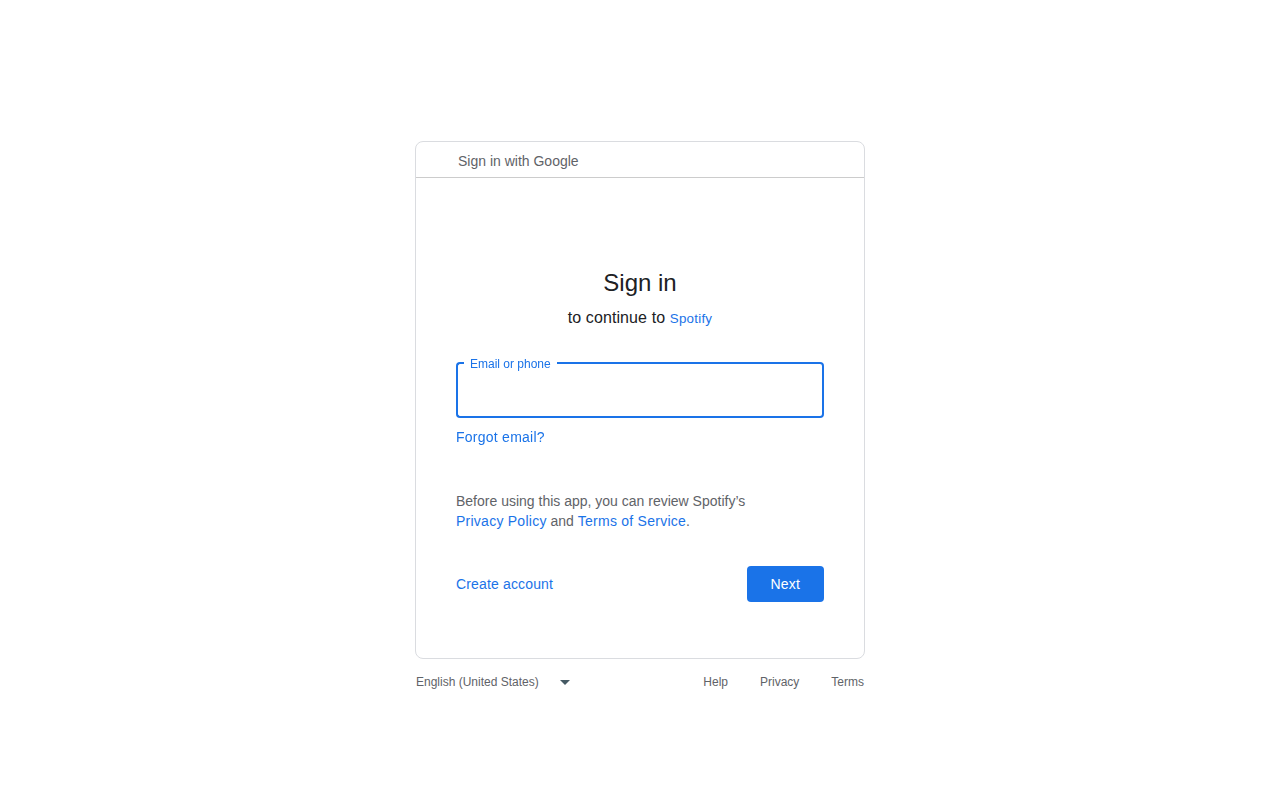 Sign in with Google
Sign in
to continue to Spotify
Email or phone
Forgot email?
Before using this app, you can review Spotify’s
Privacy Policy and Terms of Service.
Create account
Next
English (United States)
Help
Privacy
Terms